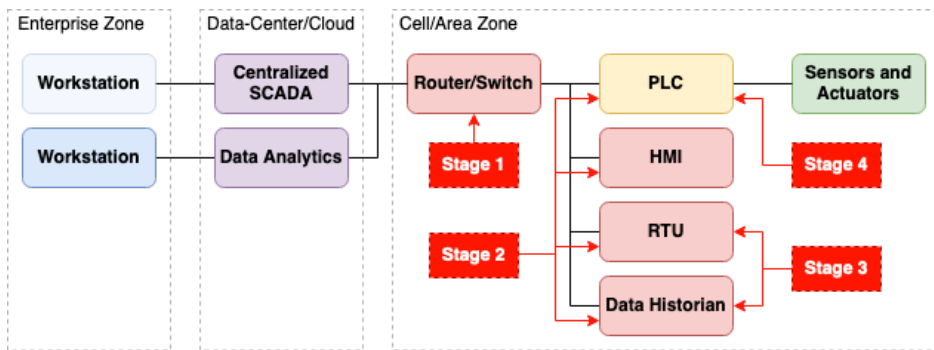 Enterprise Zone
Data-Center/Cloud
Cell/Area Zone
Workstation
Centralized
SCADA
Router/Switch
PLC
Sensors and
Actuators
Workstation
Data Analytics
Stage 1
HMI
Stage 4
Stage 2
RTU
Stage 3
Data Historian